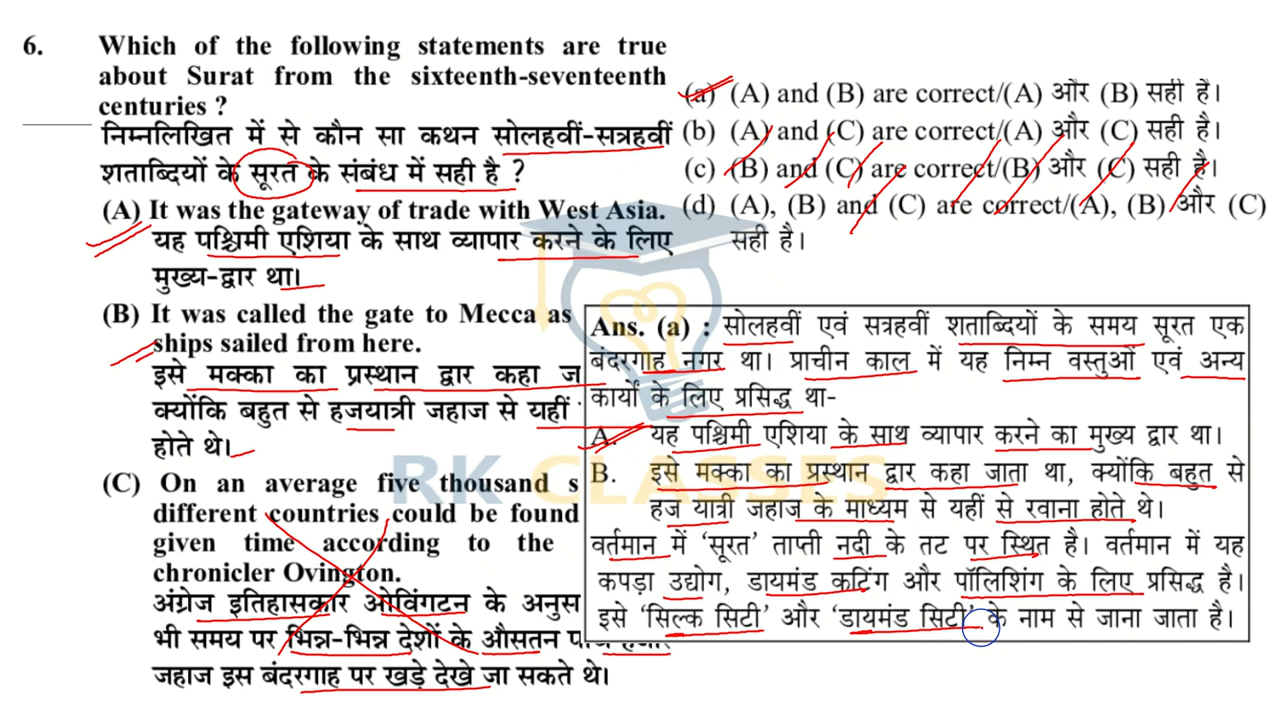 6. Which of the following statements are true
about Surat from the sixteenth-seventeenth
centuries ?
निम्नलिखित में से कौन सा कथन सोलहवीं-सत्रहवीं
शताब्दियों के सूरत के संबंध में सही है ?
(A) It was the gateway of trade with West Asia.
यह पश्चिमी एशिया के साथ व्यापार करने के लिए
मुख्य-द्वार था।
(B) It was called the gate to Mecca as
ships sailed from here.
इसे मक्का का प्रस्थान द्वार कहा ज
क्योंकि बहुत से हजयात्री जहाज से यहीं
होते थे।
(C) On an average five thousand s
different countries could be found
given time according to the
chronicler Ovington.
अंग्रेज इतिहासकार ओविंगटन के अनुस
भी समय पर भिन्न-भिन्न देशों के औसतन
जहाज इस बंदरगाह पर खड़े देखे जा सकते थे।
(a) (A) and (B) are correct/(A) और (B) सही है।
(b) (A) and (C) are correct/(A) और (C) सही है।
(c) (B) and (C) are correct/(B) और (C) सही है।
(d) (A), (B) and (C) are correct/(A), (B) और (C)
सही है।
Ans. (a) : सोलहवीं एवं सत्रहवीं शताब्दियों के समय सूरत एक
बंदरगाह नगर था। प्राचीन काल में यह निम्न वस्तुओं एवं अन्य
कार्यों के लिए प्रसिद्ध था-
A. यह पश्चिमी एशिया के साथ व्यापार करने का मुख्य द्वार था।
B. इसे मक्का का प्रस्थान द्वार कहा जाता था, क्योंकि बहुत से
हज यात्री जहाज के माध्यम से यहीं से रवाना होते थे।
वर्तमान में ‘सूरत’ ताप्ती नदी के तट पर स्थित है। वर्तमान में यह
कपड़ा उद्योग, डायमंड कटिंग और पॉलिशिंग के लिए प्रसिद्ध है।
इसे ‘सिल्क सिटी’ और ‘डायमंड सिटी’ के नाम से जाना जाता है।
RK CLASSES